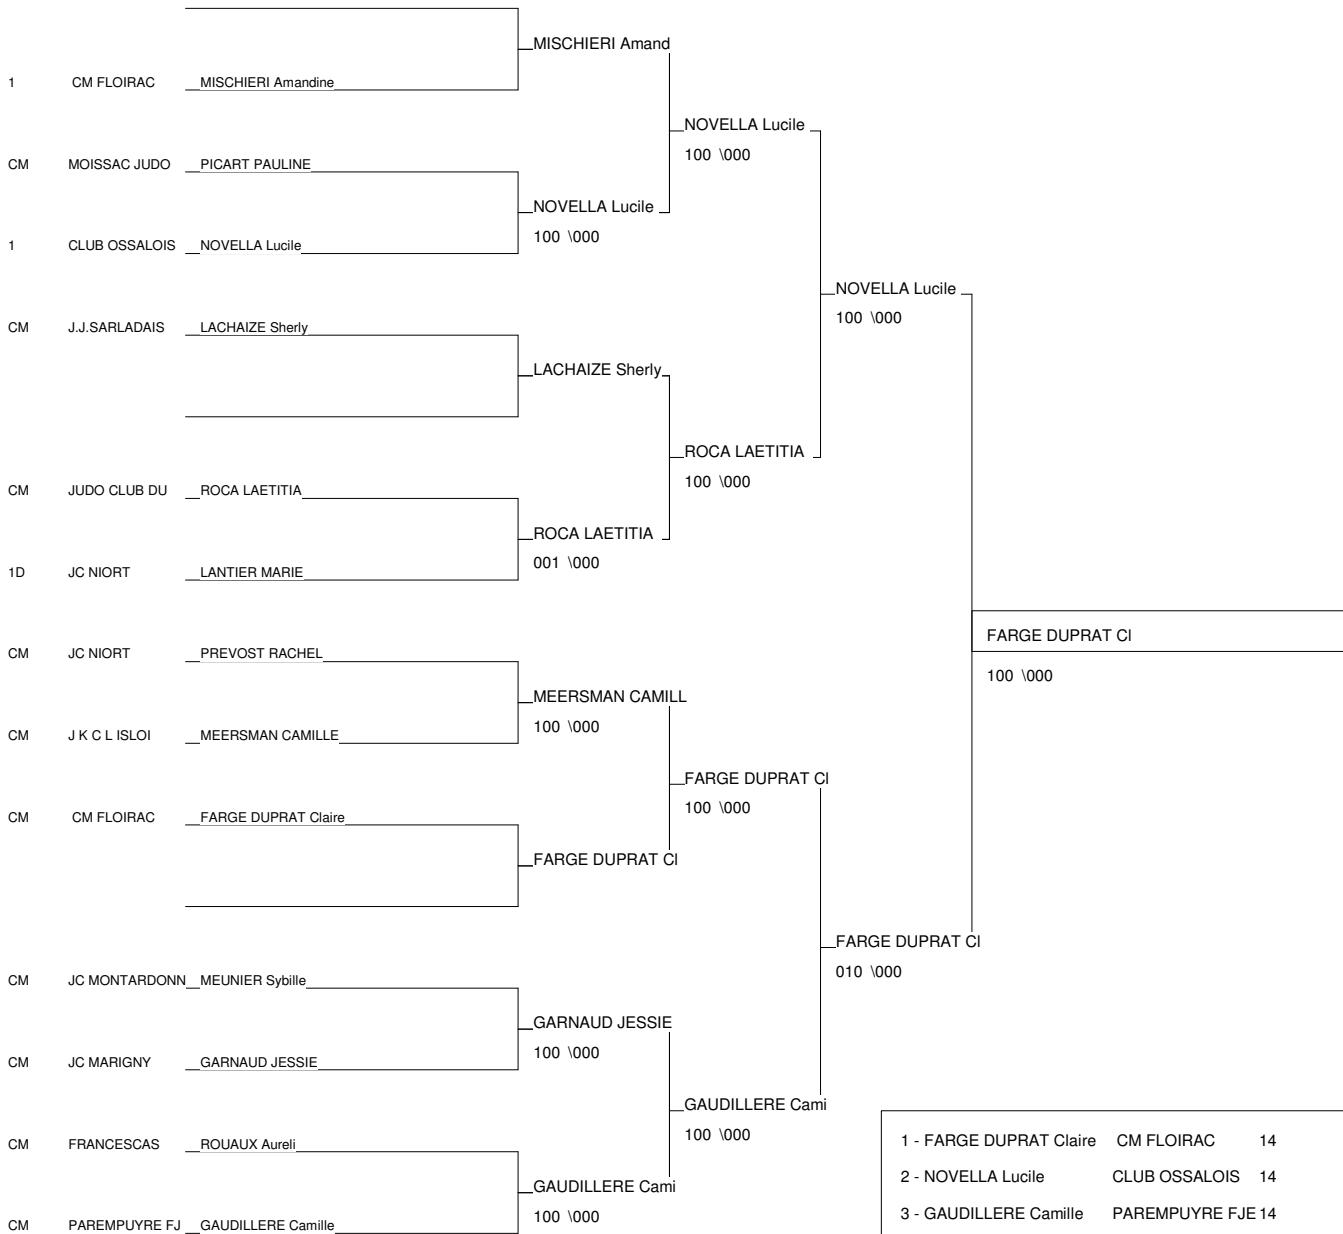 MISCHIERI Amand
1 CM FLOIRAC MISCHIERI Amandine
NOVELLA Lucile
100 \000
CM MOISSAC JUDO PICART PAULINE
NOVELLA Lucile
100 \000
1 CLUB OSSALOIS NOVELLA Lucile
NOVELLA Lucile
100 \000
CM J.J.SARLADAIS LACHAIZE Sherly
LACHAIZE Sherly
ROCA LAETITIA
100 \000
CM JUDO CLUB DU ROCA LAETITIA
ROCA LAETITIA
001 \000
1D JC NIORT LANTIER MARIE
FARGE DUPRAT Cl
100 \000
CM JC NIORT PREVOST RACHEL
MEERSMAN CAMILL
100 \000
CM J K C L ISLOI MEERSMAN CAMILLE
FARGE DUPRAT Cl
100 \000
CM CM FLOIRAC FARGE DUPRAT Claire
FARGE DUPRAT Cl
FARGE DUPRAT Cl
010 \000
CM JC MONTARDONN MEUNIER Sybille
GARNAUD JESSIE
100 \000
CM JC MARIGNY GARNAUD JESSIE
GAUDILLERE Cami
100 \000
CM FRANCESCAS ROUAUX Aureli
GAUDILLERE Cami
100 \000
CM PAREMPUYRE FJ GAUDILLERE Camille
1 - FARGE DUPRAT Claire CM FLOIRAC 14
2 - NOVELLA Lucile CLUB OSSALOIS 14
3 - GAUDILLERE Camille PAREMPUYRE FJE 14